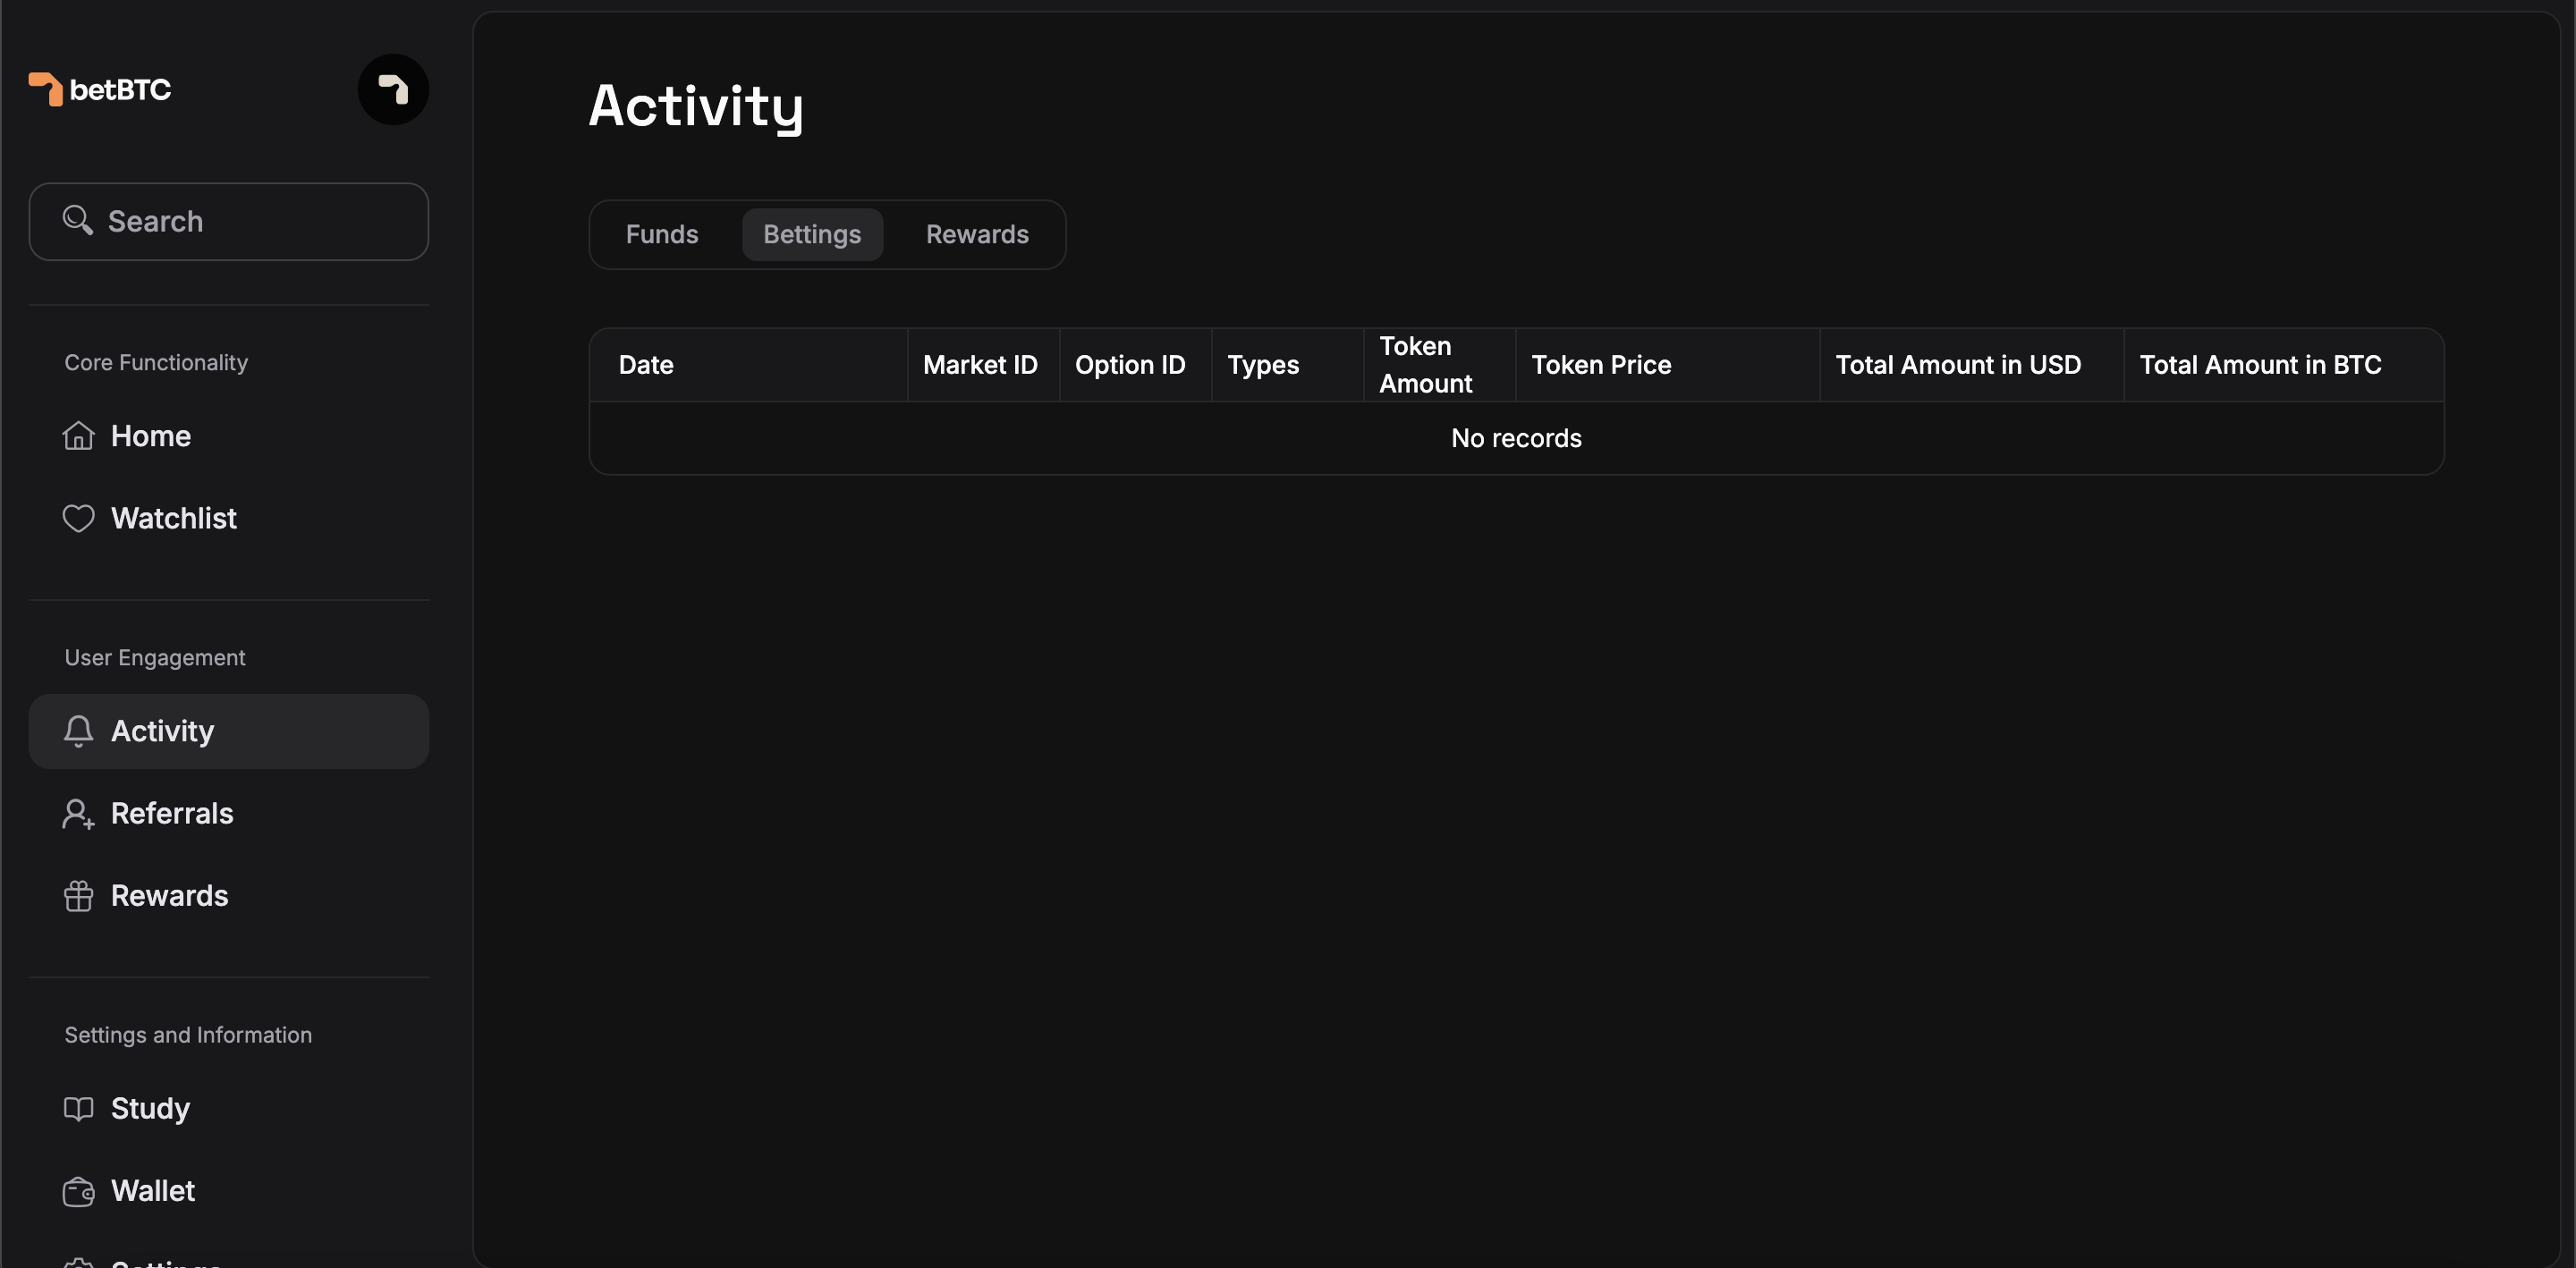 betBTC
Search
Core Functionality
Home
Watchlist
User Engagement
Activity
Referrals
Rewards
Settings and Information
Study
Wallet
Settings
Activity
Funds Bettings Rewards
Date Market ID Option ID Types Token Amount Token Price Total Amount in USD Total Amount in BTC
No records